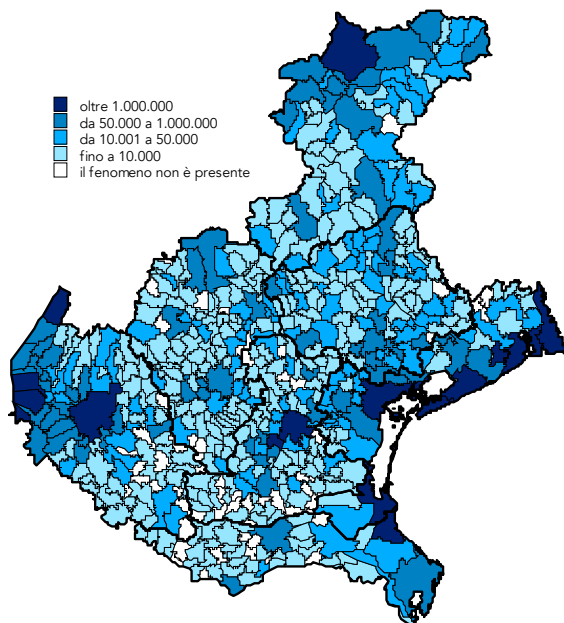 oltre 1.000.000
da 50.000 a 1.000.000
da 10.001 a 50.000
fino a 10.000
il fenomeno non è presente